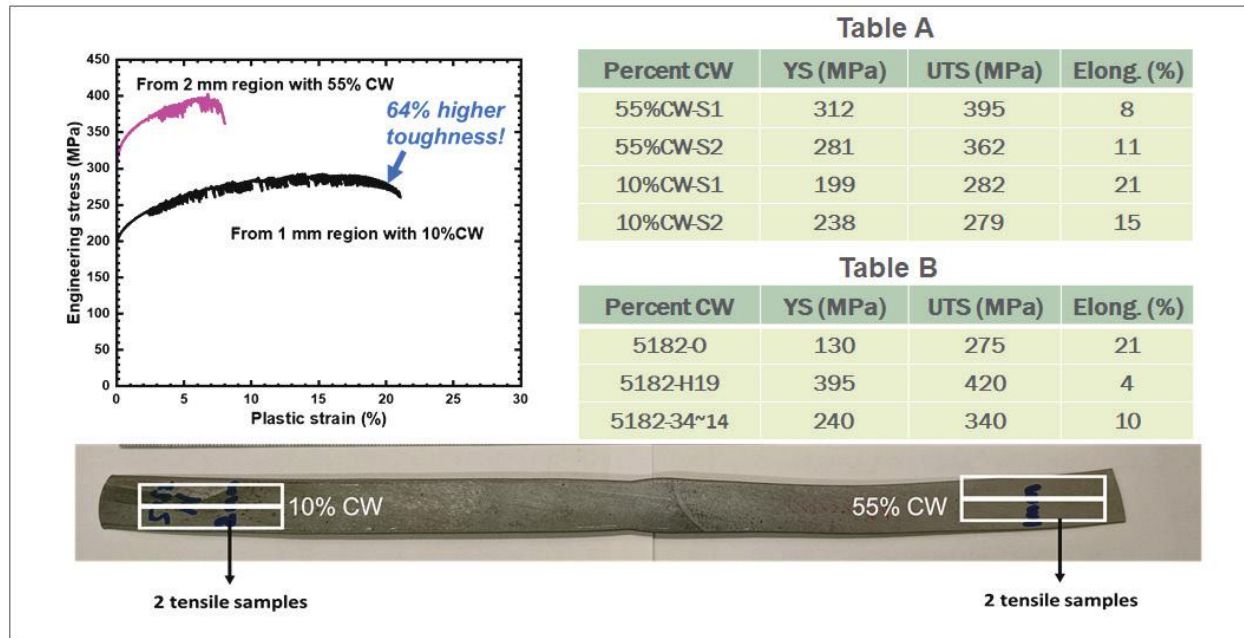 450
400
350
300
250
200
150
100
50
0
Engineering stress (MPa)
From 2 mm region with 55% CW
64% higher
toughness!
From 1 mm region with 10%CW
0 5 10 15 20 25 30
Plastic strain (%)
Table A
Percent CW YS (MPa) UTS (MPa) Elong. (%)
55%CW-S1 312 395 8
55%CW-S2 281 362 11
10%CW-S1 199 282 21
10%CW-S2 238 279 15
Table B
Percent CW YS (MPa) UTS (MPa) Elong. (%)
5182-0 130 275 21
5182-H19 395 420 4
5182-34~14 240 340 10
10% CW
55% CW
2 tensile samples
2 tensile samples